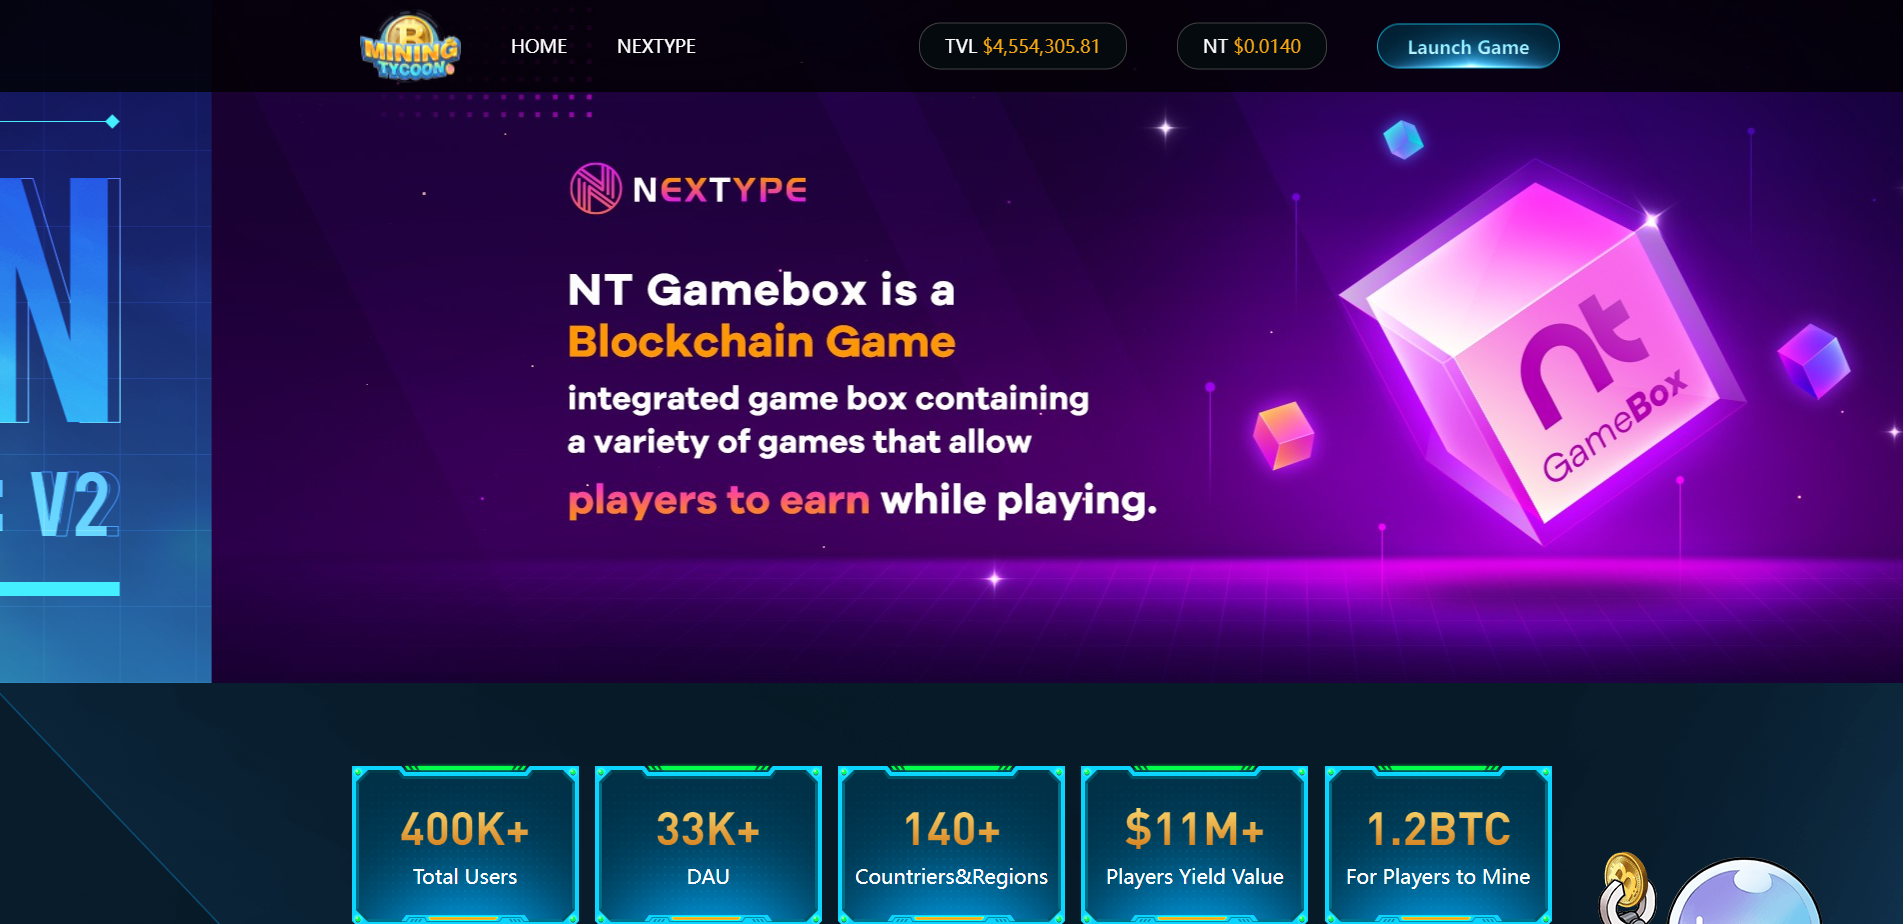 B
MINING
TYCOON
HOME
NEXTYPE
TVL $4,554,305.81
NT $0.0140
Launch Game
N
: V2
NEXTYPE
NT Gamebox is a
Blockchain Game
integrated game box containing
a variety of games that allow
players to earn while playing.
nt
GameBox
400K+
Total Users
33K+
DAU
140+
Countriers&Regions
$11M+
Players Yield Value
1.2BTC
For Players to Mine